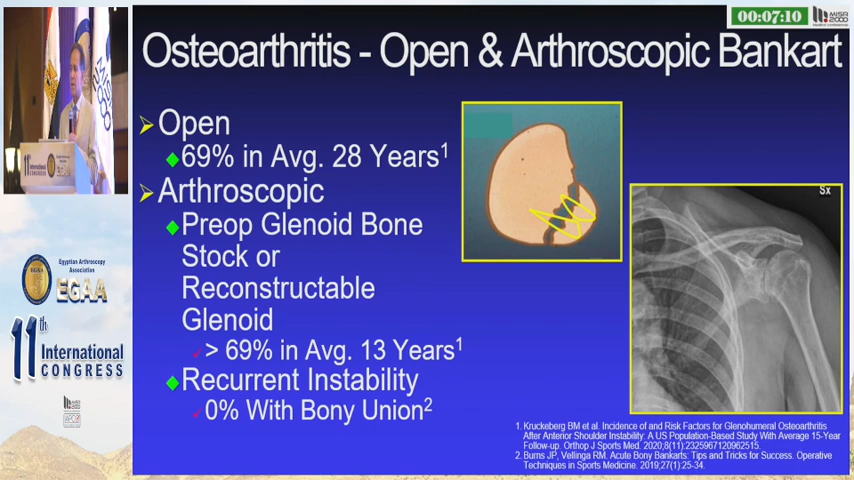 00:07:10
MISR
2000
Osteoarthritis - Open & Arthroscopic Bankart
Open
69% in Avg. 28 Years1
Arthroscopic
Preop Glenoid Bone
Stock or
Reconstructable
Glenoid
> 69% in Avg. 13 Years1
Recurrent Instability
0% With Bony Union2
Sx
1. Kruckeberg BM et al. Incidence of and Risk Factors for Glenohumeral Osteoarthritis
After Anterior Shoulder Instability: A US Population-Based Study With Average 15-Year
Follow-up. Orthop J Sports Med. 2020;8(11):2325967120962515.
2. Burns JP, Vellinga RM. Acute Bony Bankarts: Tips and Tricks for Success. Operative
Techniques in Sports Medicine. 2019;27(1):25-34.
11th International
CONGRESS
Egyptian Arthroscopy
Association
EGAA
11th
International
CONGRESS